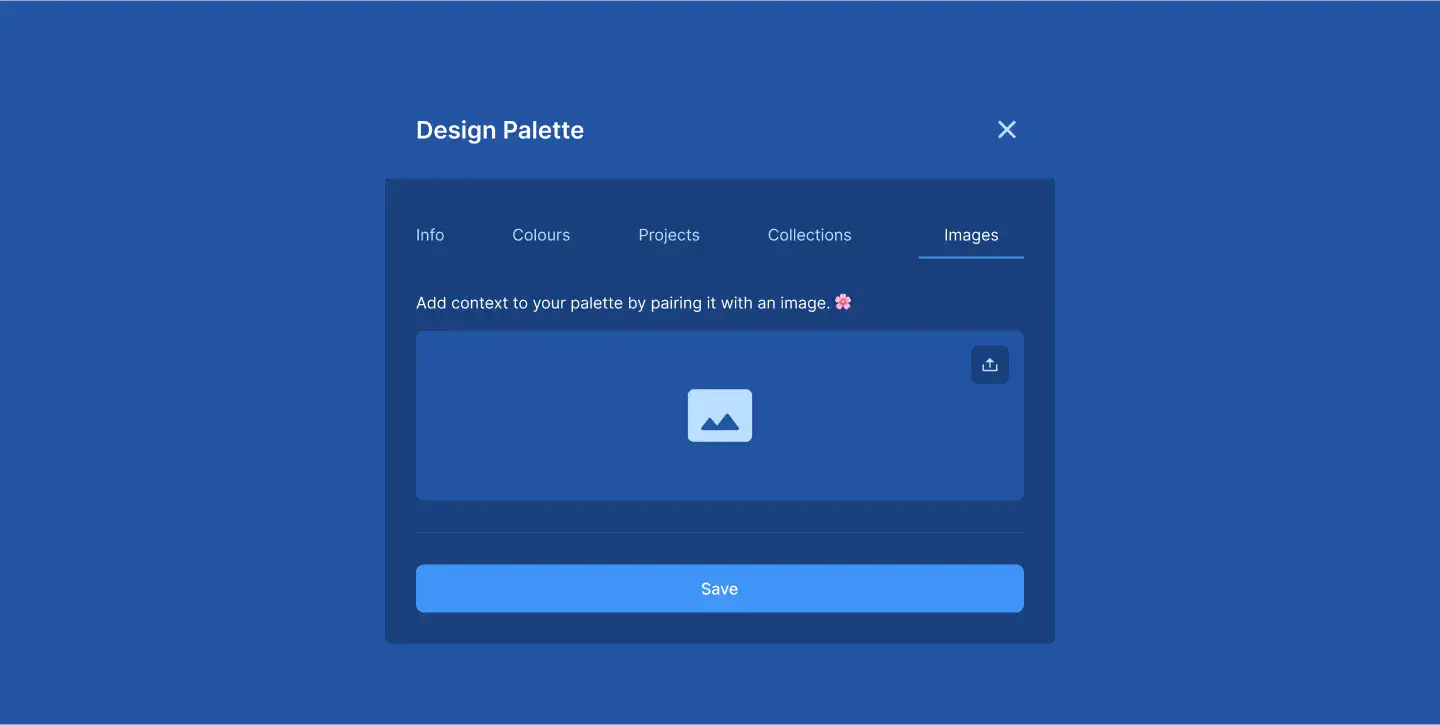 Design Palette
Info Colours Projects Collections Images
Add context to your palette by pairing it with an image. 🌸
Save